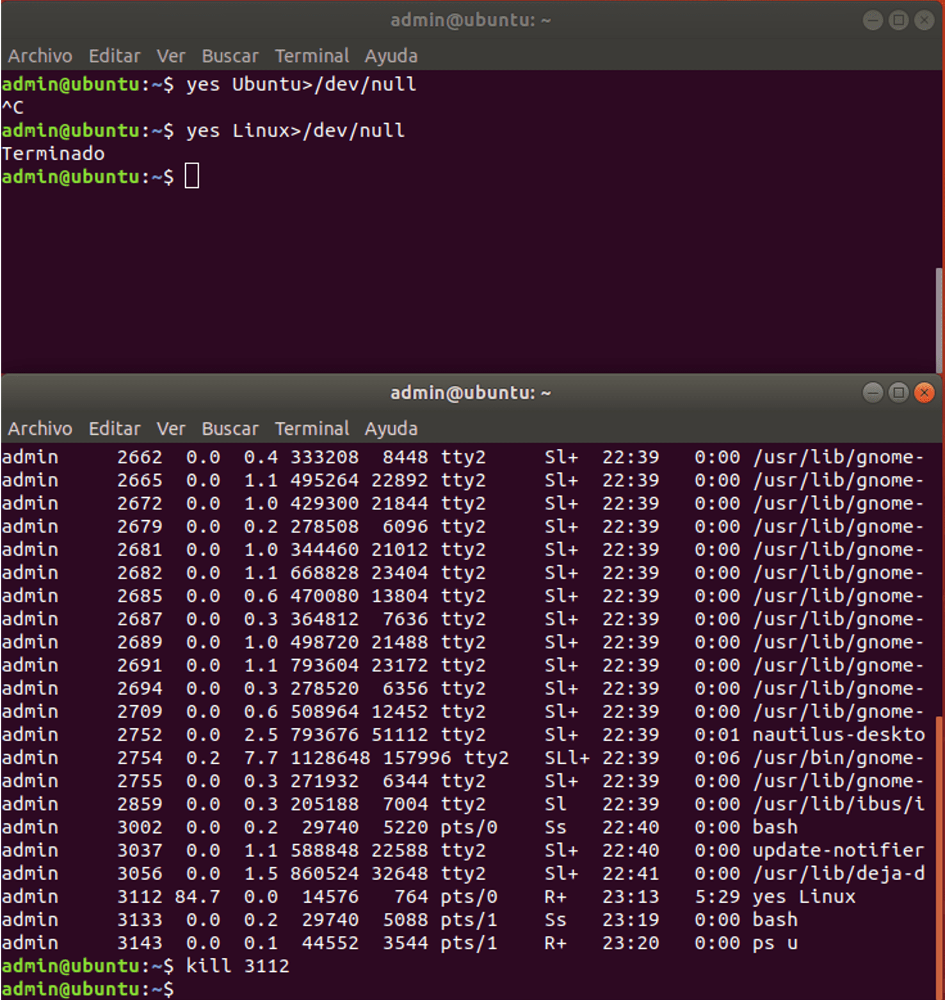 admin@ubuntu: ~
Archivo Editar Ver Buscar Terminal Ayuda
admin@ubuntu:~$ yes Ubuntu>/dev/null
^C
admin@ubuntu:~$ yes Linux>/dev/null
Terminado
admin@ubuntu:~$
admin@ubuntu: ~
Archivo Editar Ver Buscar Terminal Ayuda
admin 2662 0.0 0.4 333208 8448 tty2 Sl+ 22:39 0:00 /usr/lib/gnome-
admin 2665 0.0 1.1 495264 22892 tty2 Sl+ 22:39 0:00 /usr/lib/gnome-
admin 2672 0.0 1.0 429300 21844 tty2 Sl+ 22:39 0:00 /usr/lib/gnome-
admin 2679 0.0 0.2 278508 6096 tty2 Sl+ 22:39 0:00 /usr/lib/gnome-
admin 2681 0.0 1.0 344460 21012 tty2 Sl+ 22:39 0:00 /usr/lib/gnome-
admin 2682 0.0 1.1 668828 23404 tty2 Sl+ 22:39 0:00 /usr/lib/gnome-
admin 2685 0.0 0.6 470080 13804 tty2 Sl+ 22:39 0:00 /usr/lib/gnome-
admin 2687 0.0 0.3 364812 7636 tty2 Sl+ 22:39 0:00 /usr/lib/gnome-
admin 2689 0.0 1.0 498720 21488 tty2 Sl+ 22:39 0:00 /usr/lib/gnome-
admin 2691 0.0 1.1 793604 23172 tty2 Sl+ 22:39 0:00 /usr/lib/gnome-
admin 2694 0.0 0.3 278520 6356 tty2 Sl+ 22:39 0:00 /usr/lib/gnome-
admin 2709 0.0 0.6 508964 12452 tty2 Sl+ 22:39 0:00 /usr/lib/gnome-
admin 2752 0.0 2.5 793676 51112 tty2 Sl+ 22:39 0:01 nautilus-deskto
admin 2754 0.2 7.7 1128648 157996 tty2 SLl+ 22:39 0:06 /usr/bin/gnome-
admin 2755 0.0 0.3 271932 6344 tty2 Sl+ 22:39 0:00 /usr/lib/gnome-
admin 2859 0.0 0.3 205188 7004 tty2 Sl 22:39 0:00 /usr/lib/ibus/i
admin 3002 0.0 0.2 29740 5220 pts/0 Ss 22:40 0:00 bash
admin 3037 0.0 1.1 588848 22588 tty2 Sl+ 22:40 0:00 update-notifier
admin 3056 0.0 1.5 860524 32648 tty2 Sl+ 22:41 0:00 /usr/lib/deja-d
admin 3112 84.7 0.0 14576 764 pts/0 R+ 23:13 5:29 yes Linux
admin 3133 0.0 0.2 29740 5088 pts/1 Ss 23:19 0:00 bash
admin 3143 0.0 0.1 44552 3544 pts/1 R+ 23:20 0:00 ps u
admin@ubuntu:~$ kill 3112
admin@ubuntu:~$